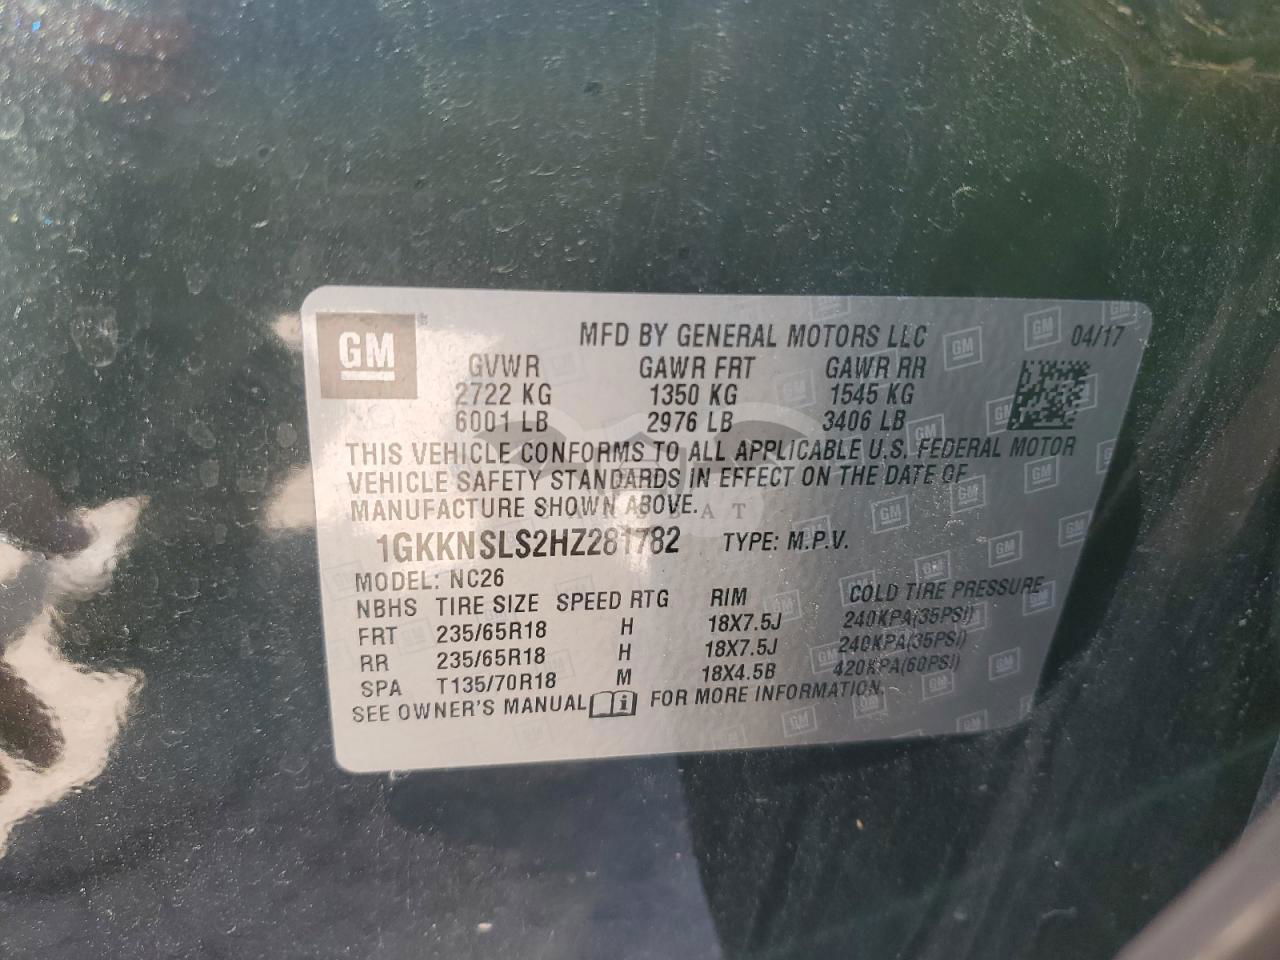 GM
MFD BY GENERAL MOTORS LLC 04/17
GVWR GAWR FRT GAWR RR
2722 KG 1350 KG 1545 KG
6001 LB 2976 LB 3406 LB
THIS VEHICLE CONFORMS TO ALL APPLICABLE U.S. FEDERAL MOTOR
VEHICLE SAFETY STANDARDS IN EFFECT ON THE DATE OF
MANUFACTURE SHOWN ABOVE.
1GKKNSLS2HZ281782 TYPE: M.P.V.
MODEL: NC26
NBHS TIRE SIZE SPEED RTG RIM COLD TIRE PRESSURE
FRT 235/65R18 H 18X7.5J 240KPA(35PSI)
RR 235/65R18 H 18X7.5J 240KPA(35PSI)
SPA T135/70R18 M 18X4.5B 420KPA(60PSI)
SEE OWNER'S MANUAL FOR MORE INFORMATION.